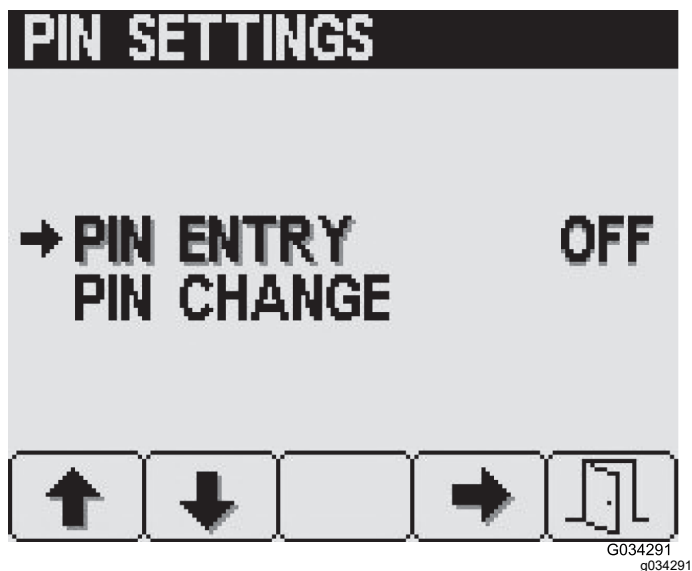 PIN SETTINGS
PIN ENTRY OFF
PIN CHANGE
G034291
g034291